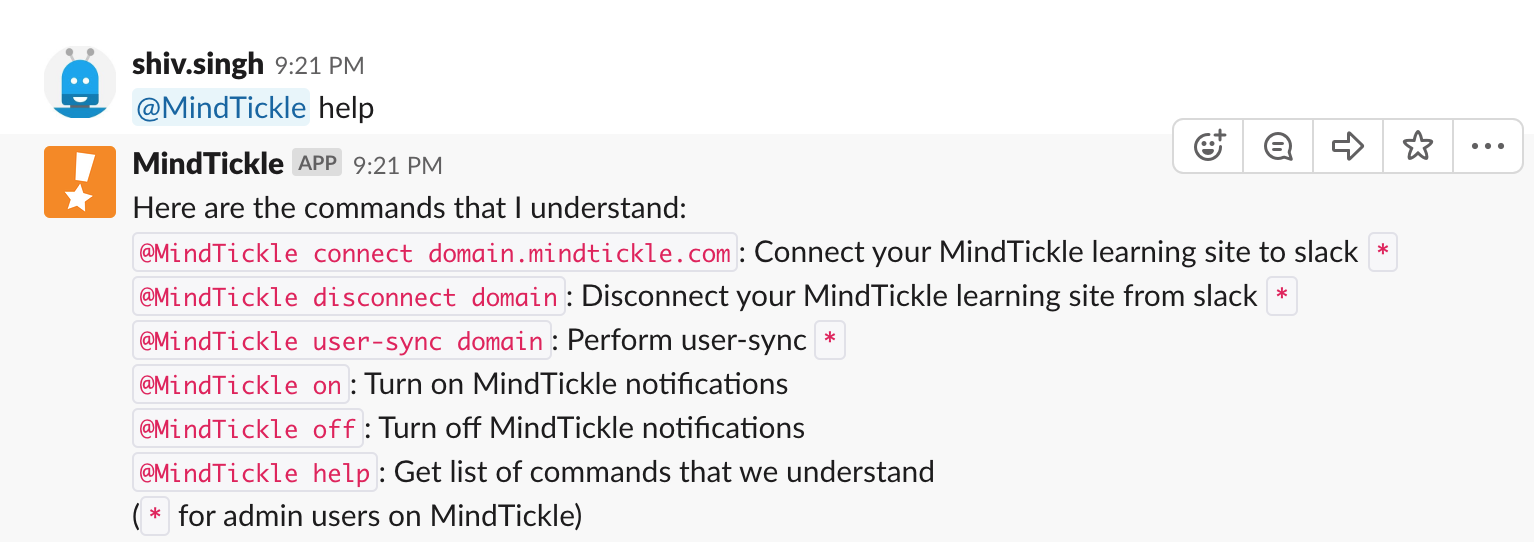 shiv.singh 9:21 PM
@MindTickle help
MindTickle APP 9:21 PM
Here are the commands that I understand:
@MindTickle connect domain.mindtickle.com: Connect your MindTickle learning site to slack *
@MindTickle disconnect domain: Disconnect your MindTickle learning site from slack *
@MindTickle user-sync domain: Perform user-sync *
@MindTickle on: Turn on MindTickle notifications
@MindTickle off: Turn off MindTickle notifications
@MindTickle help: Get list of commands that we understand
(* for admin users on MindTickle)